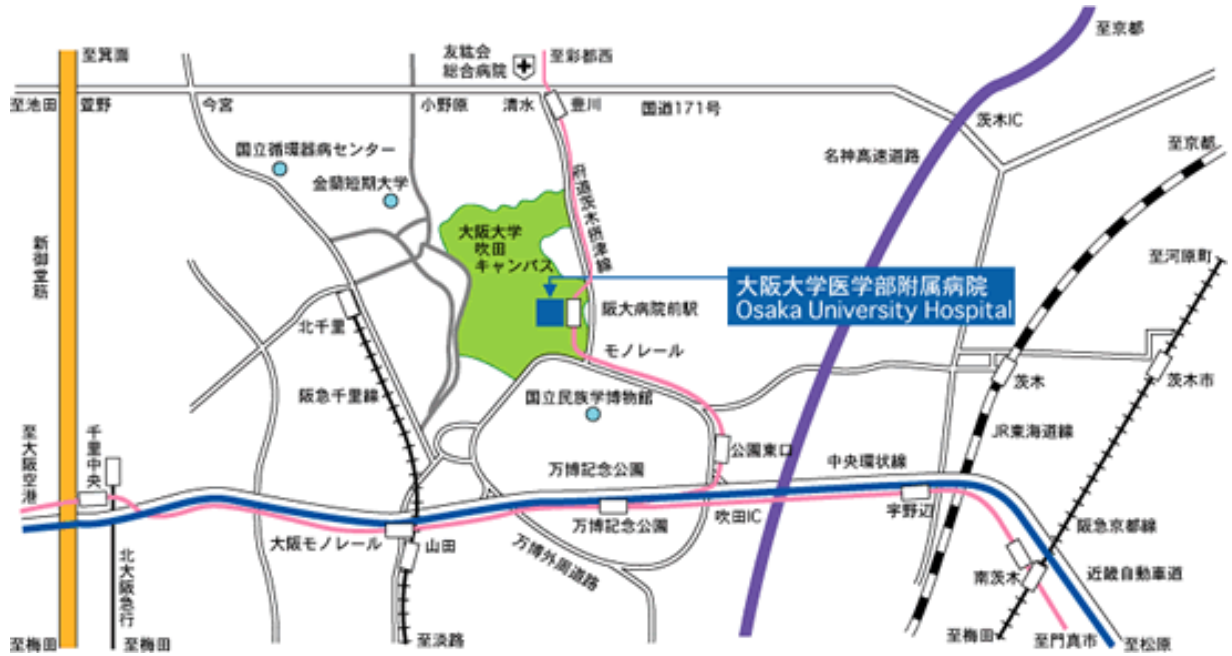 至京都
至箕面
友紘会
総合病院
至彩都西
至池田
萱野
今宮
小野原
清水
豊川
国道171号
茨木IC
至京都
国立循環器病センター
名神高速道路
金蘭短期大学
府道茨木摂津線
大阪大学
吹田
キャンパス
新御堂筋
至河原町
大阪大学医学部附属病院
Osaka University Hospital
阪大病院前駅
北千里
モノレール
茨木
茨木市
阪急千里線
国立民族学博物館
JR東海道線
至大阪空港
千里中央
公園東口
中央環状線
万博記念公園
万博記念公園
吹田IC
宇野辺
阪急京都線
大阪モノレール
山田
万博外周道路
北大阪急行
南茨木
近畿自動車道
至梅田
至梅田
至淡路
至梅田
至門真市
至松原